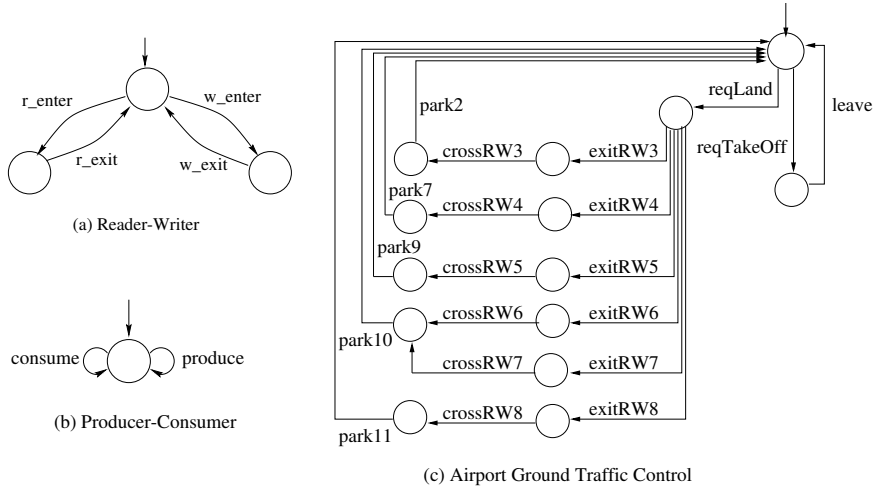 r_enter
w_enter
r_exit
w_exit
(a) Reader-Writer
consume
produce
(b) Producer-Consumer
reqLand
leave
park2
reqTakeOff
crossRW3
exitRW3
park7
crossRW4
exitRW4
park9
crossRW5
exitRW5
crossRW6
exitRW6
park10
crossRW7
exitRW7
crossRW8
exitRW8
park11
(c) Airport Ground Traffic Control